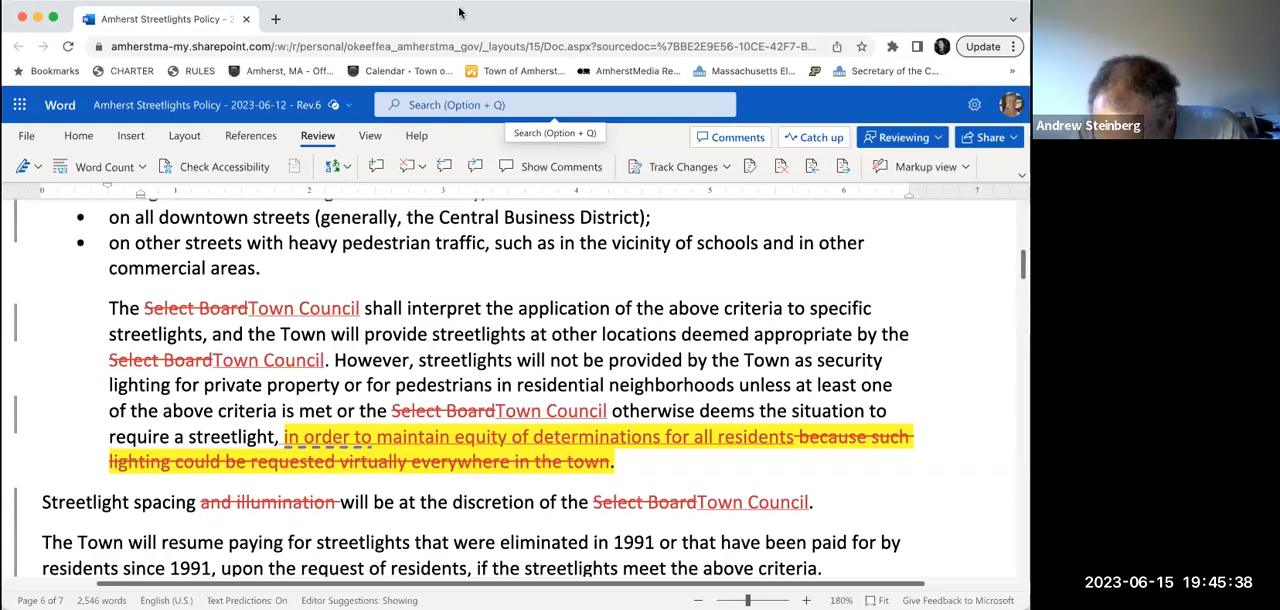 Amherst Streetlights Policy - 2
amherstma-my.sharepoint.com/:w:/r/personal/okeeffea_amherstma_gov/_layouts/15/Doc.aspx?sourcedoc=%7BBE2E9E56-10CE-42F7-B...
Update
Bookmarks CHARTER RULES Amherst, MA - Off... Calendar · Town o... Town of Amherst... AmherstMedia Re... Massachusetts El... Secretary of the C... »
Andrew Steinberg
Word Amherst Streetlights Policy - 2023-06-12 - Rev.6 Search (Option + Q)
Search (Option + Q)
File Home Insert Layout References Review View Help Comments Catch up Reviewing Share
Word Count Check Accessibility Show Comments Track Changes Markup view
0 1 2 3 4 5 6 7
• on all downtown streets (generally, the Central Business District);
• on other streets with heavy pedestrian traffic, such as in the vicinity of schools and in other
commercial areas.
The Select BoardTown Council shall interpret the application of the above criteria to specific
streetlights, and the Town will provide streetlights at other locations deemed appropriate by the
Select BoardTown Council. However, streetlights will not be provided by the Town as security
lighting for private property or for pedestrians in residential neighborhoods unless at least one
of the above criteria is met or the Select BoardTown Council otherwise deems the situation to
require a streetlight, in order to maintain equity of determinations for all residents because such
lighting could be requested virtually everywhere in the town.
Streetlight spacing and illumination will be at the discretion of the Select BoardTown Council.
The Town will resume paying for streetlights that were eliminated in 1991 or that have been paid for by
residents since 1991, upon the request of residents, if the streetlights meet the above criteria.
2023-06-15 19:45:38
Page 6 of 7 2,546 words English (U.S.) Text Predictions: On Editor Suggestions: Showing − + 180% Fit Give Feedback to Microsoft